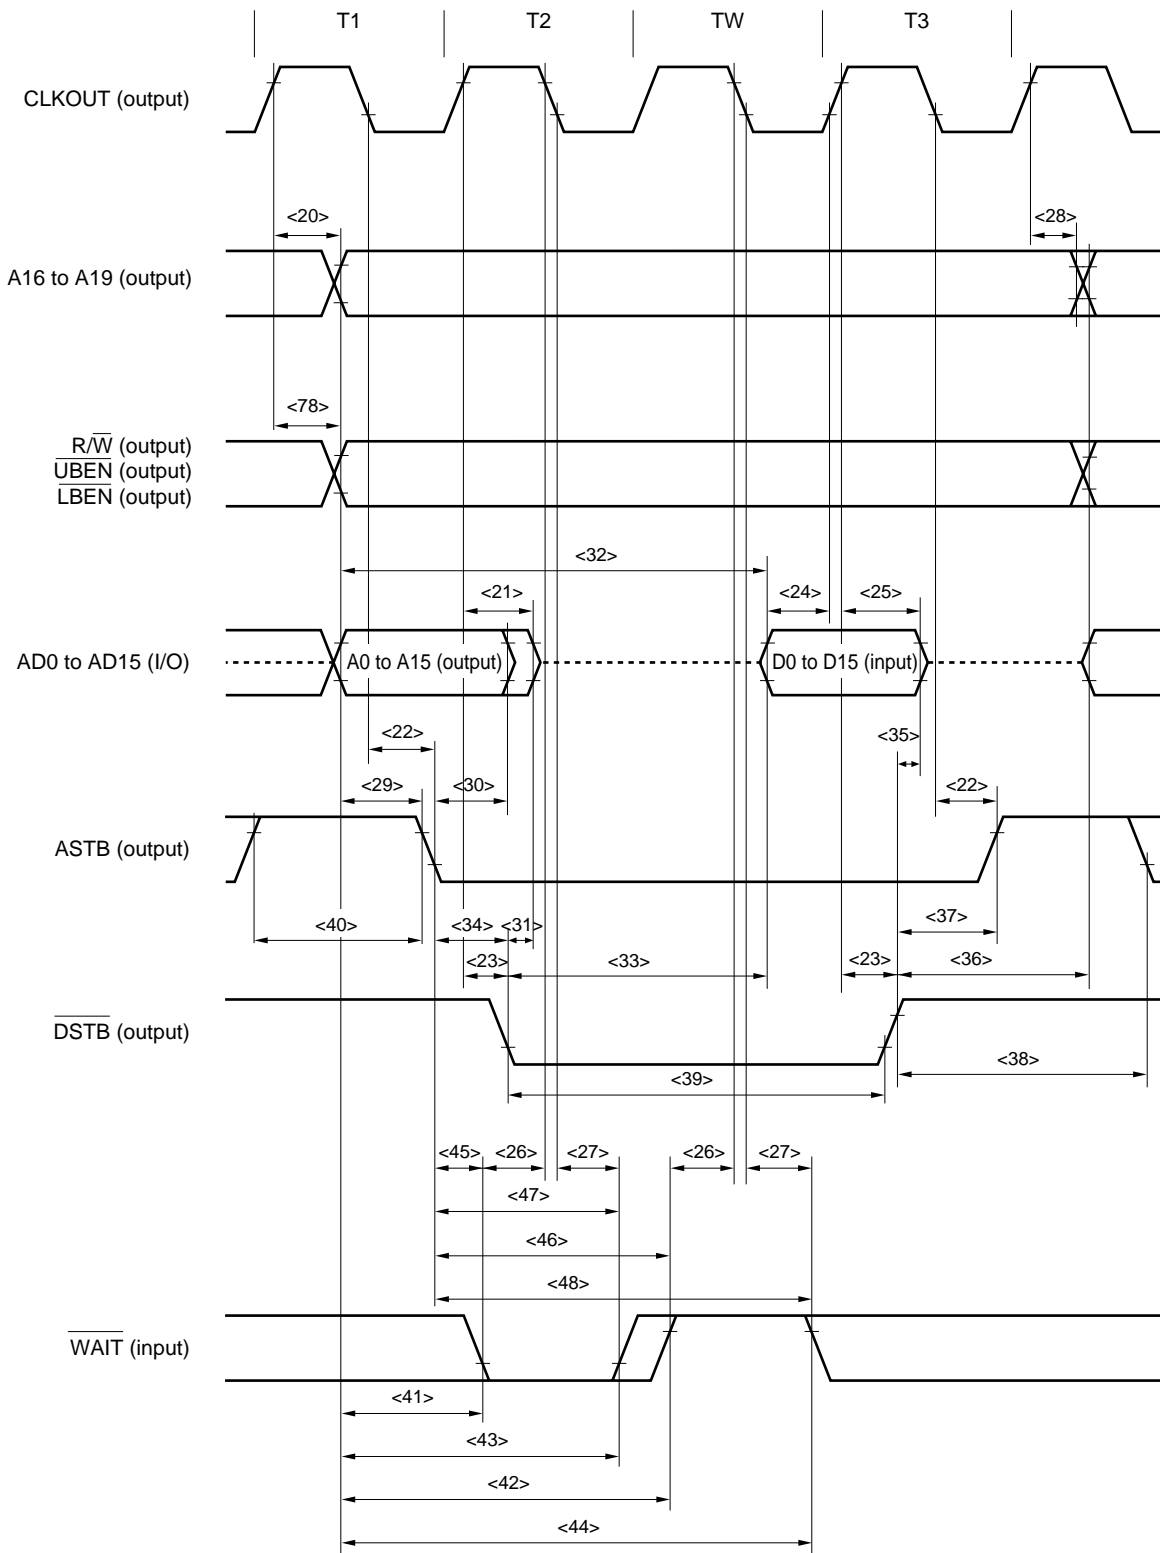 T1 T2 TW T3
CLKOUT (output)
<20> <28>
A16 to A19 (output)
<78>
R/W (output)
UBEN (output)
LBEN (output)
<32>
<21> <24> <25>
AD0 to AD15 (I/O) A0 to A15 (output) D0 to D15 (input)
<22> <35>
<29> <30> <22>
ASTB (output)
<40> <34> <31> <37>
<23> <33> <23> <36>
DSTB (output)
<39> <38>
<45> <26> <27> <26> <27>
<47>
<46>
<48>
WAIT (input)
<41>
<43>
<42>
<44>